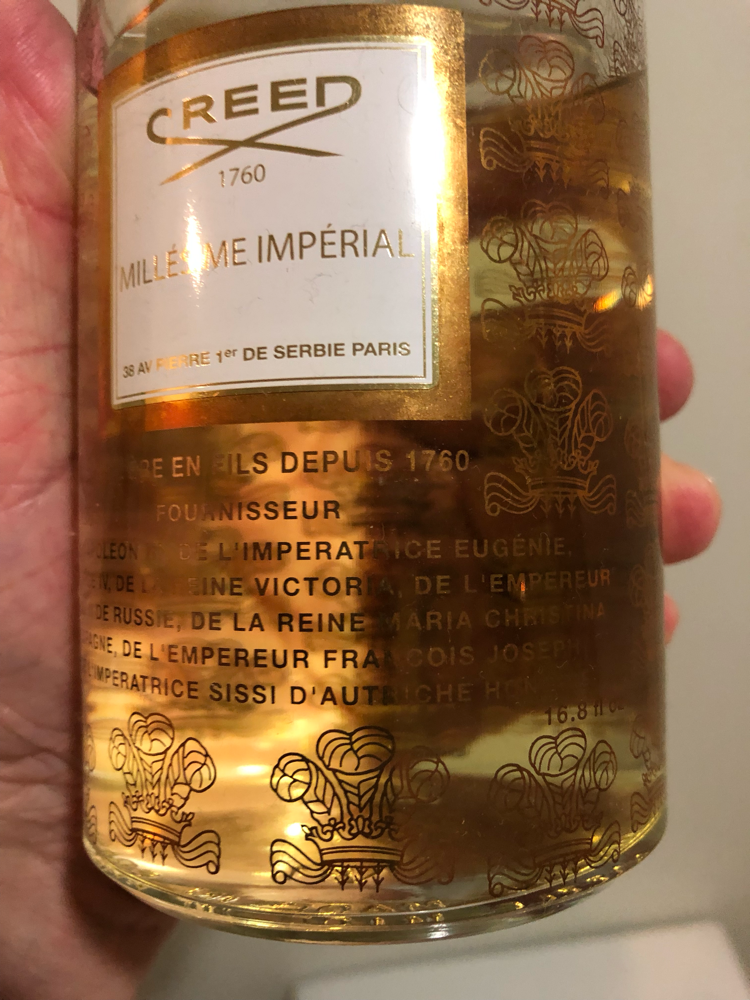 CREED
1760
MILLÉSIME IMPÉRIAL
38 AV PIERRE 1er DE SERBIE PARIS
EN FILS DEPUIS 1760
FOURNISSEUR
DE L'IMPERATRICE EUGÉNIE,
DE LA REINE VICTORIA, DE L'EMPEREUR
DE RUSSIE, DE LA REINE MARIA CHRISTINA
DE L'EMPEREUR FRANCOIS JOSEPH
IMPERATRICE SISSI D'AUTRICHE
16.8 fl oz